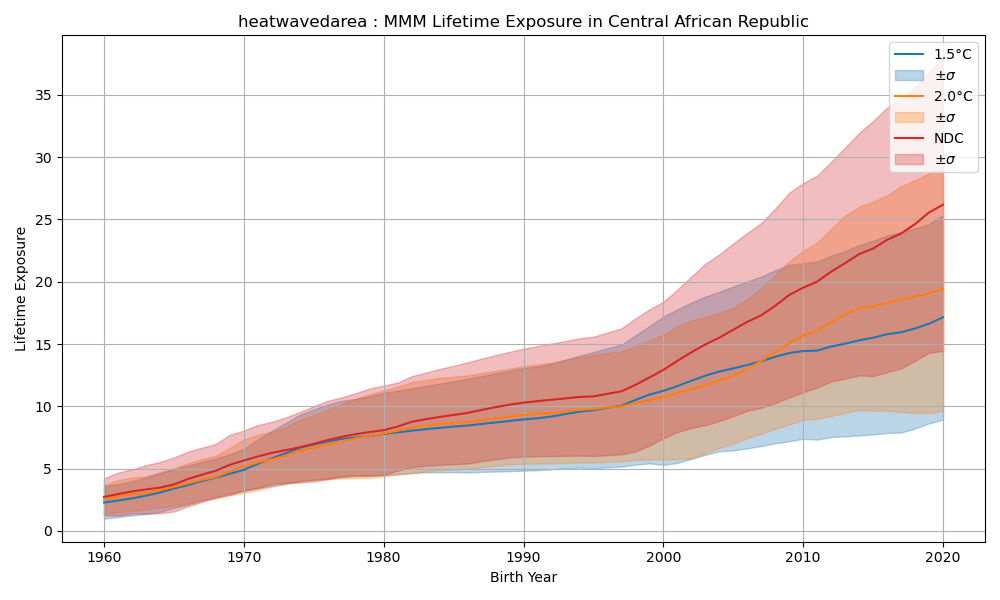 heatwavedarea : MMM Lifetime Exposure in Central African Republic
1.5°C
±σ
2.0°C
±σ
NDC
±σ
Lifetime Exposure
35
30
25
20
15
10
5
0
1960 1970 1980 1990 2000 2010 2020
Birth Year